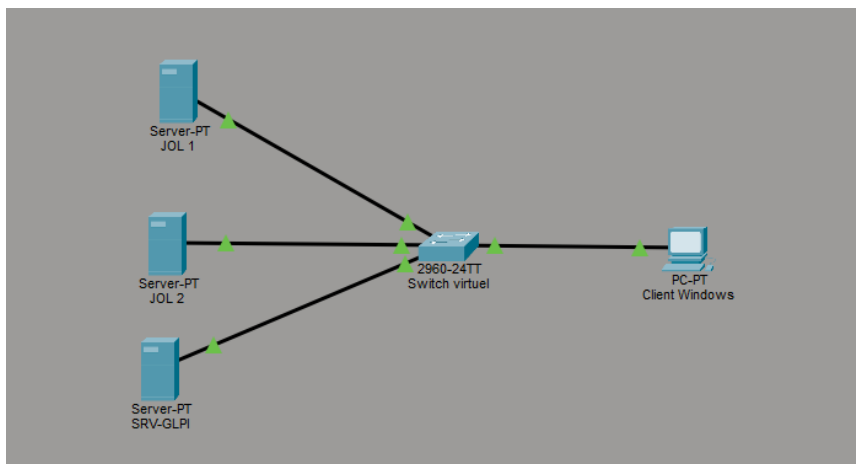 Server-PT
JOL 1
Server-PT
JOL 2
2960-24TT
Switch virtuel
PC-PT
Client Windows
Server-PT
SRV-GLPI